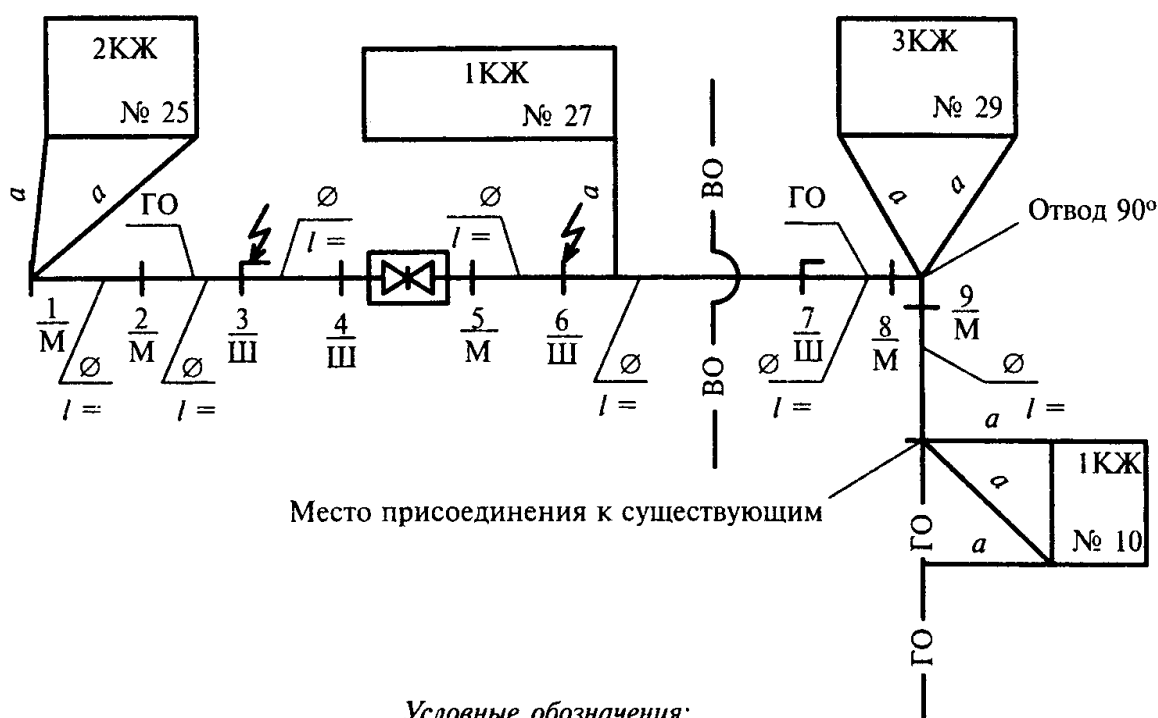 2КЖ
№ 25
1КЖ
№ 27
3КЖ
№ 29
а
а
ГО
∅
l =
∅
l =
а
ВО
ВО
ГО
а
а
Отвод 90°
1
М
2
М
3
Ш
4
Ш
5
М
6
Ш
7
Ш
8
М
9
М
∅
l =
∅
l =
∅
l =
∅
l =
∅
l =
а
1КЖ
№ 10
а
а
Место присоединения к существующим
ГО
ГО
Условные обозначения: